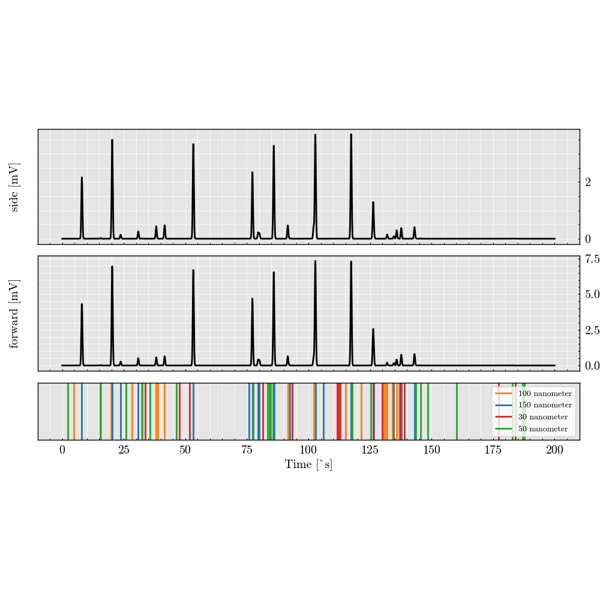 side [mV]
2
0
forward [mV]
7.5
5.0
2.5
0.0
100 nanometer
150 nanometer
30 nanometer
50 nanometer
0 25 50 75 100 125 150 175 200
Time [`s]